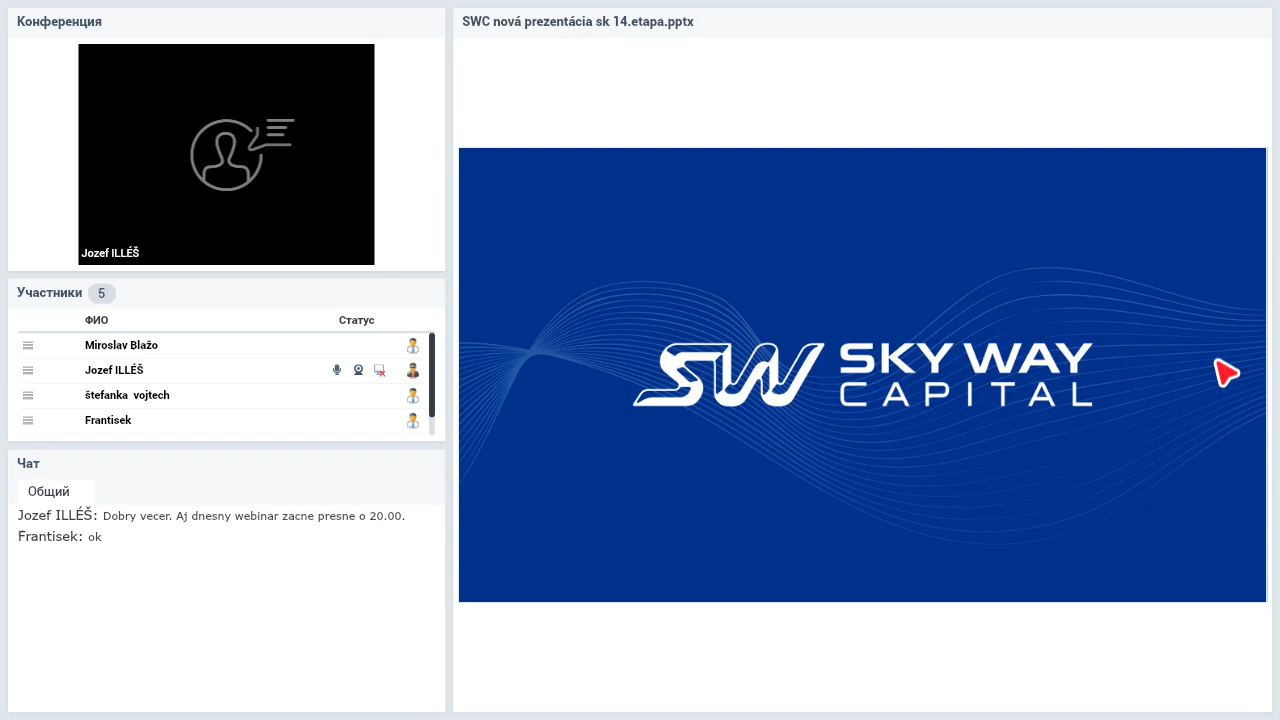 Конференция
Jozef ILLÉŠ
Участники 5
ФИО Статус
Miroslav Blažo
Jozef ILLÉŠ
štefanka vojtech
Frantisek
Чат
Общий
Jozef ILLÉŠ: Dobry vecer. Aj dnesny webinar zacne presne o 20.00.
Frantisek: ok
SWC nová prezentácia sk 14.etapa.pptx
SW SKY WAY
CAPITAL